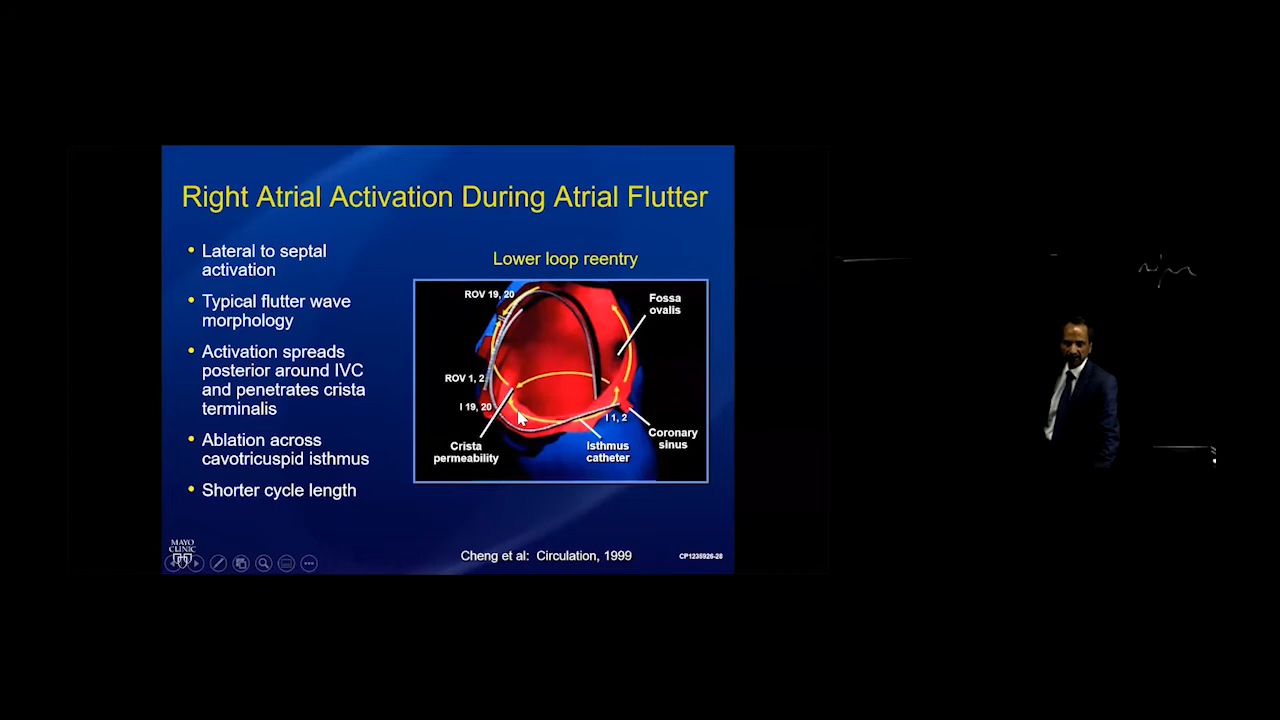 Right Atrial Activation During Atrial Flutter
• Lateral to septal
activation
• Typical flutter wave
morphology
• Activation spreads
posterior around IVC
and penetrates crista
terminalis
• Ablation across
cavotricuspid isthmus
• Shorter cycle length
Lower loop reentry
ROV 19, 20
Fossa
ovalis
ROV 1, 2
I 19, 20
I 1, 2
Coronary
sinus
Crista
permeability
Isthmus
catheter
MAYO
CLINIC
Cheng et al: Circulation, 1999
CP1235926-28